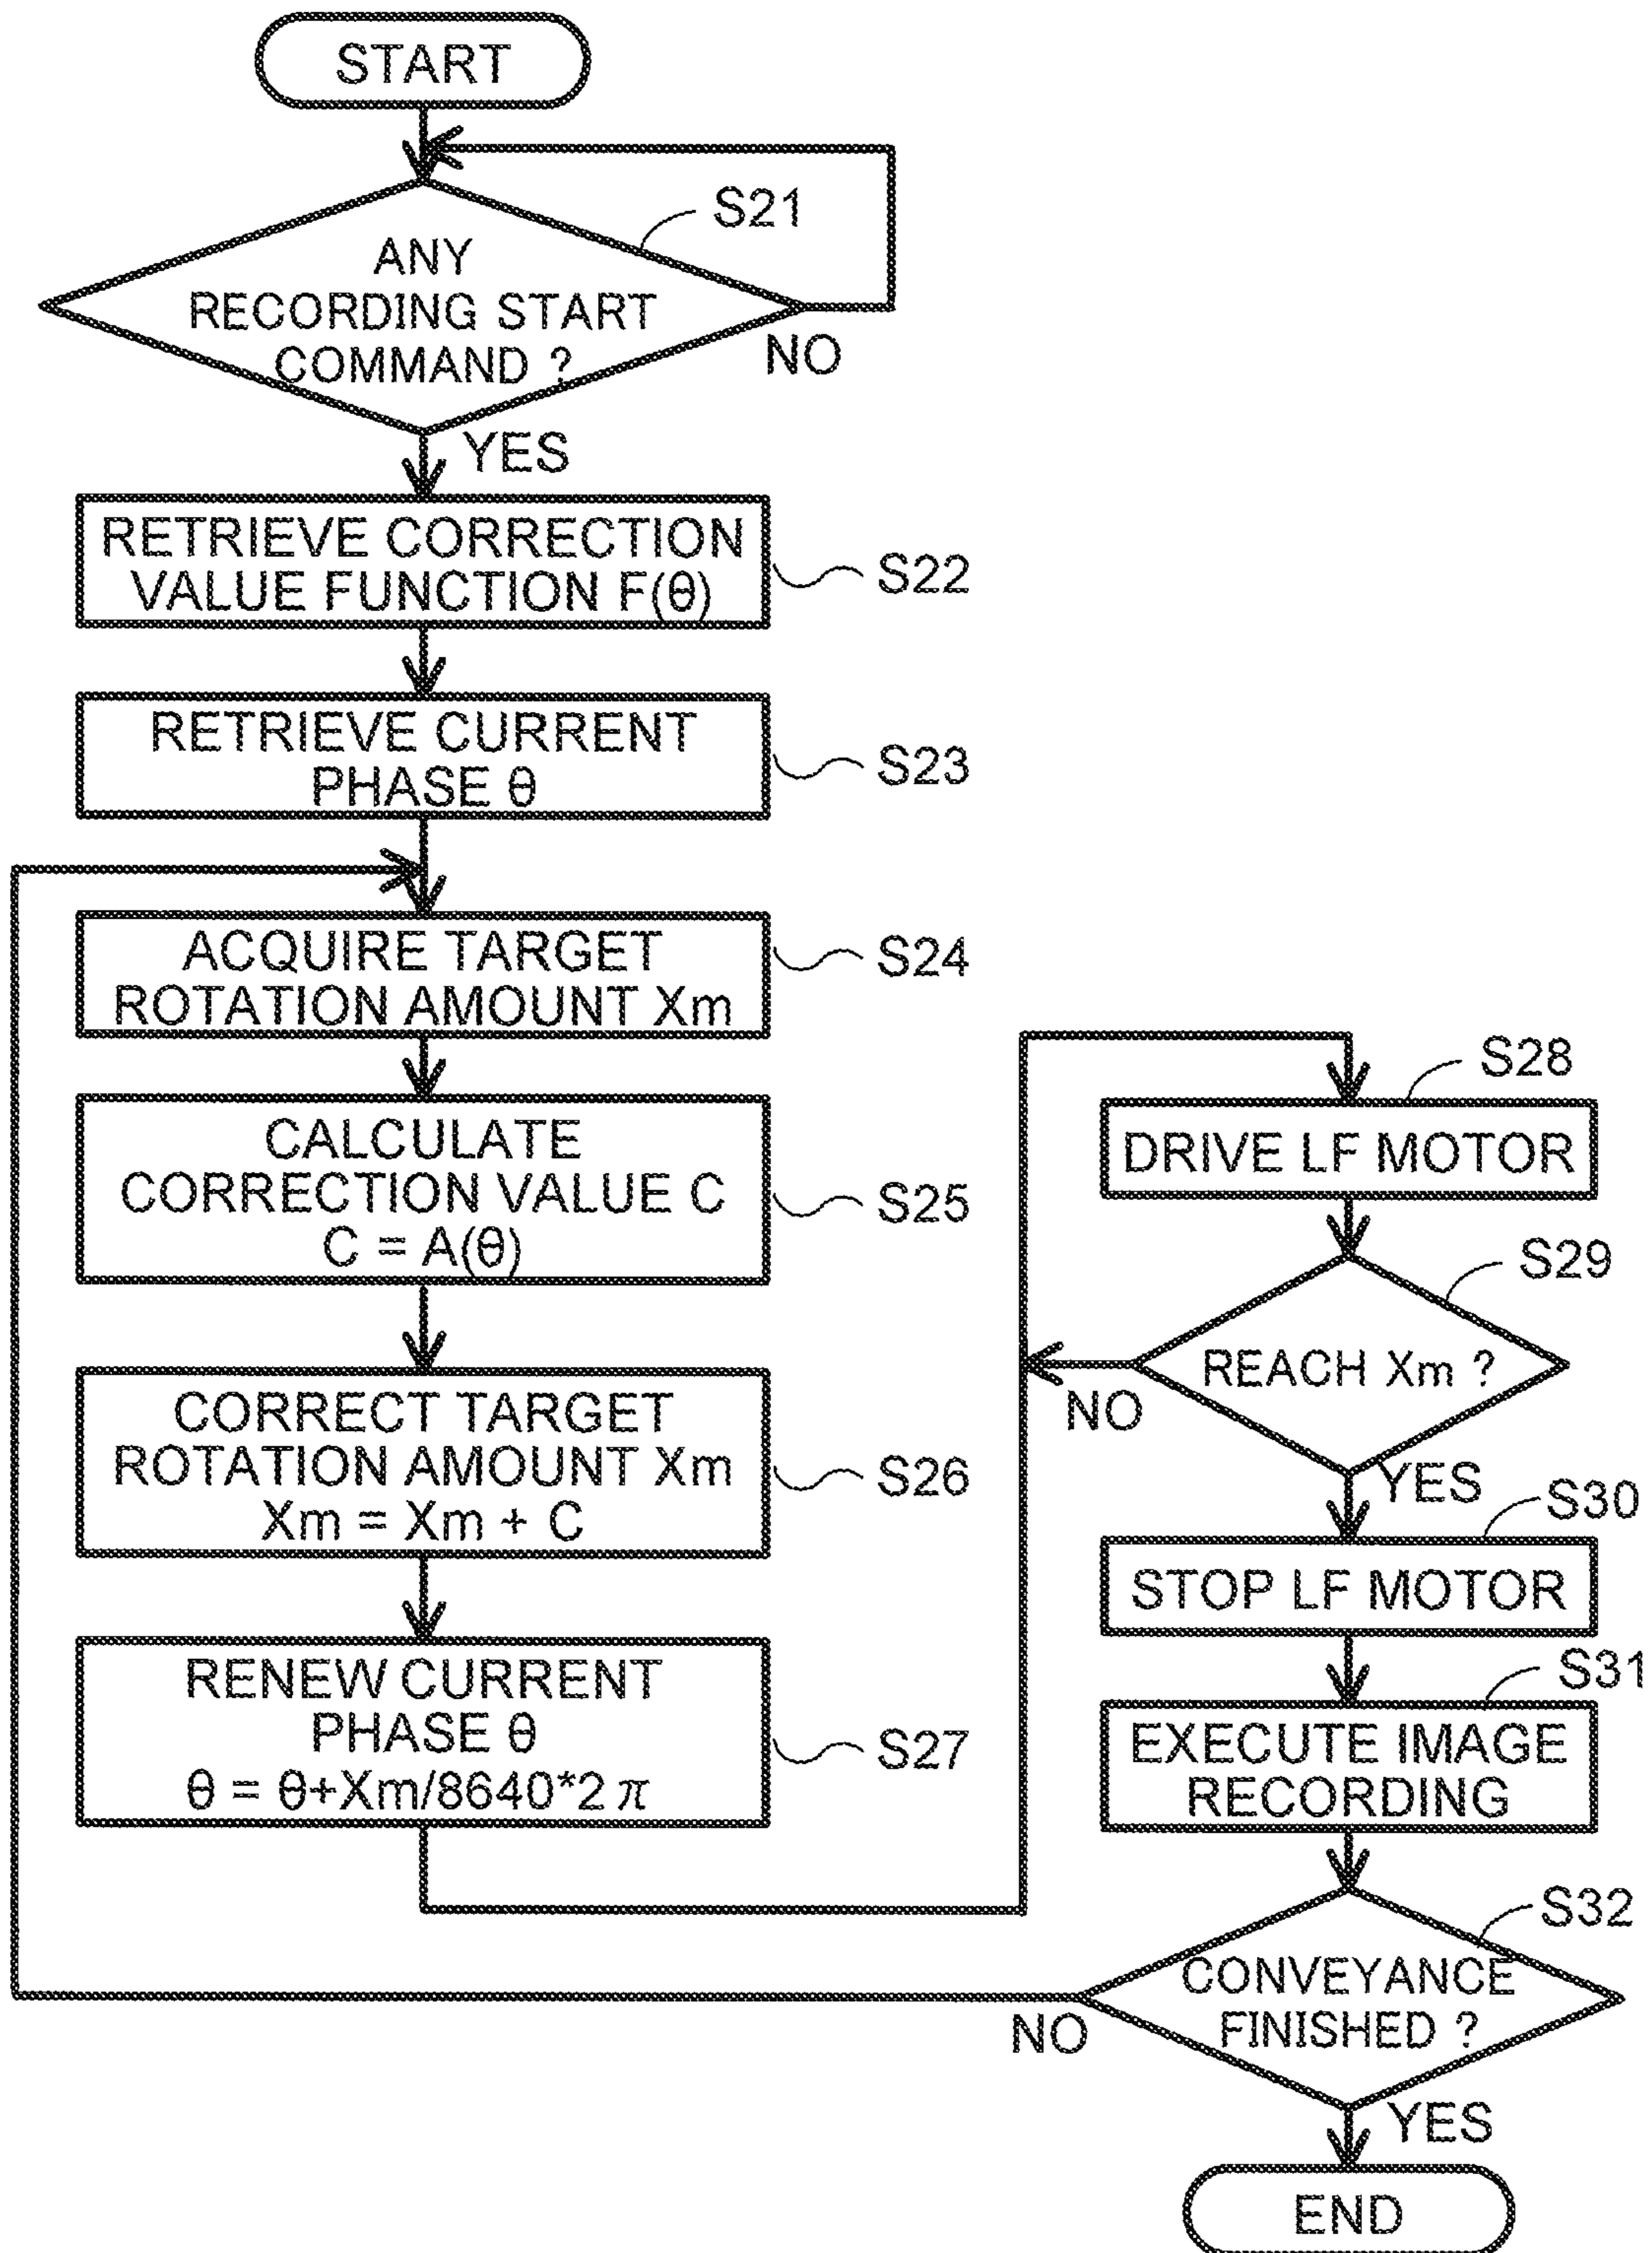 START
S21
ANY
RECORDING START
COMMAND ?
NO
YES
RETRIEVE CORRECTION
VALUE FUNCTION F(θ)
S22
RETRIEVE CURRENT
PHASE θ
S23
ACQUIRE TARGET
ROTATION AMOUNT Xm
S24
CALCULATE
CORRECTION VALUE C
C = A(θ)
S25
CORRECT TARGET
ROTATION AMOUNT Xm
Xm = Xm + C
S26
RENEW CURRENT
PHASE θ
θ = θ+Xm/8640*2π
S27
S28
DRIVE LF MOTOR
S29
REACH Xm ?
NO
YES
S30
STOP LF MOTOR
S31
EXECUTE IMAGE
RECORDING
S32
CONVEYANCE
FINISHED ?
NO
YES
END